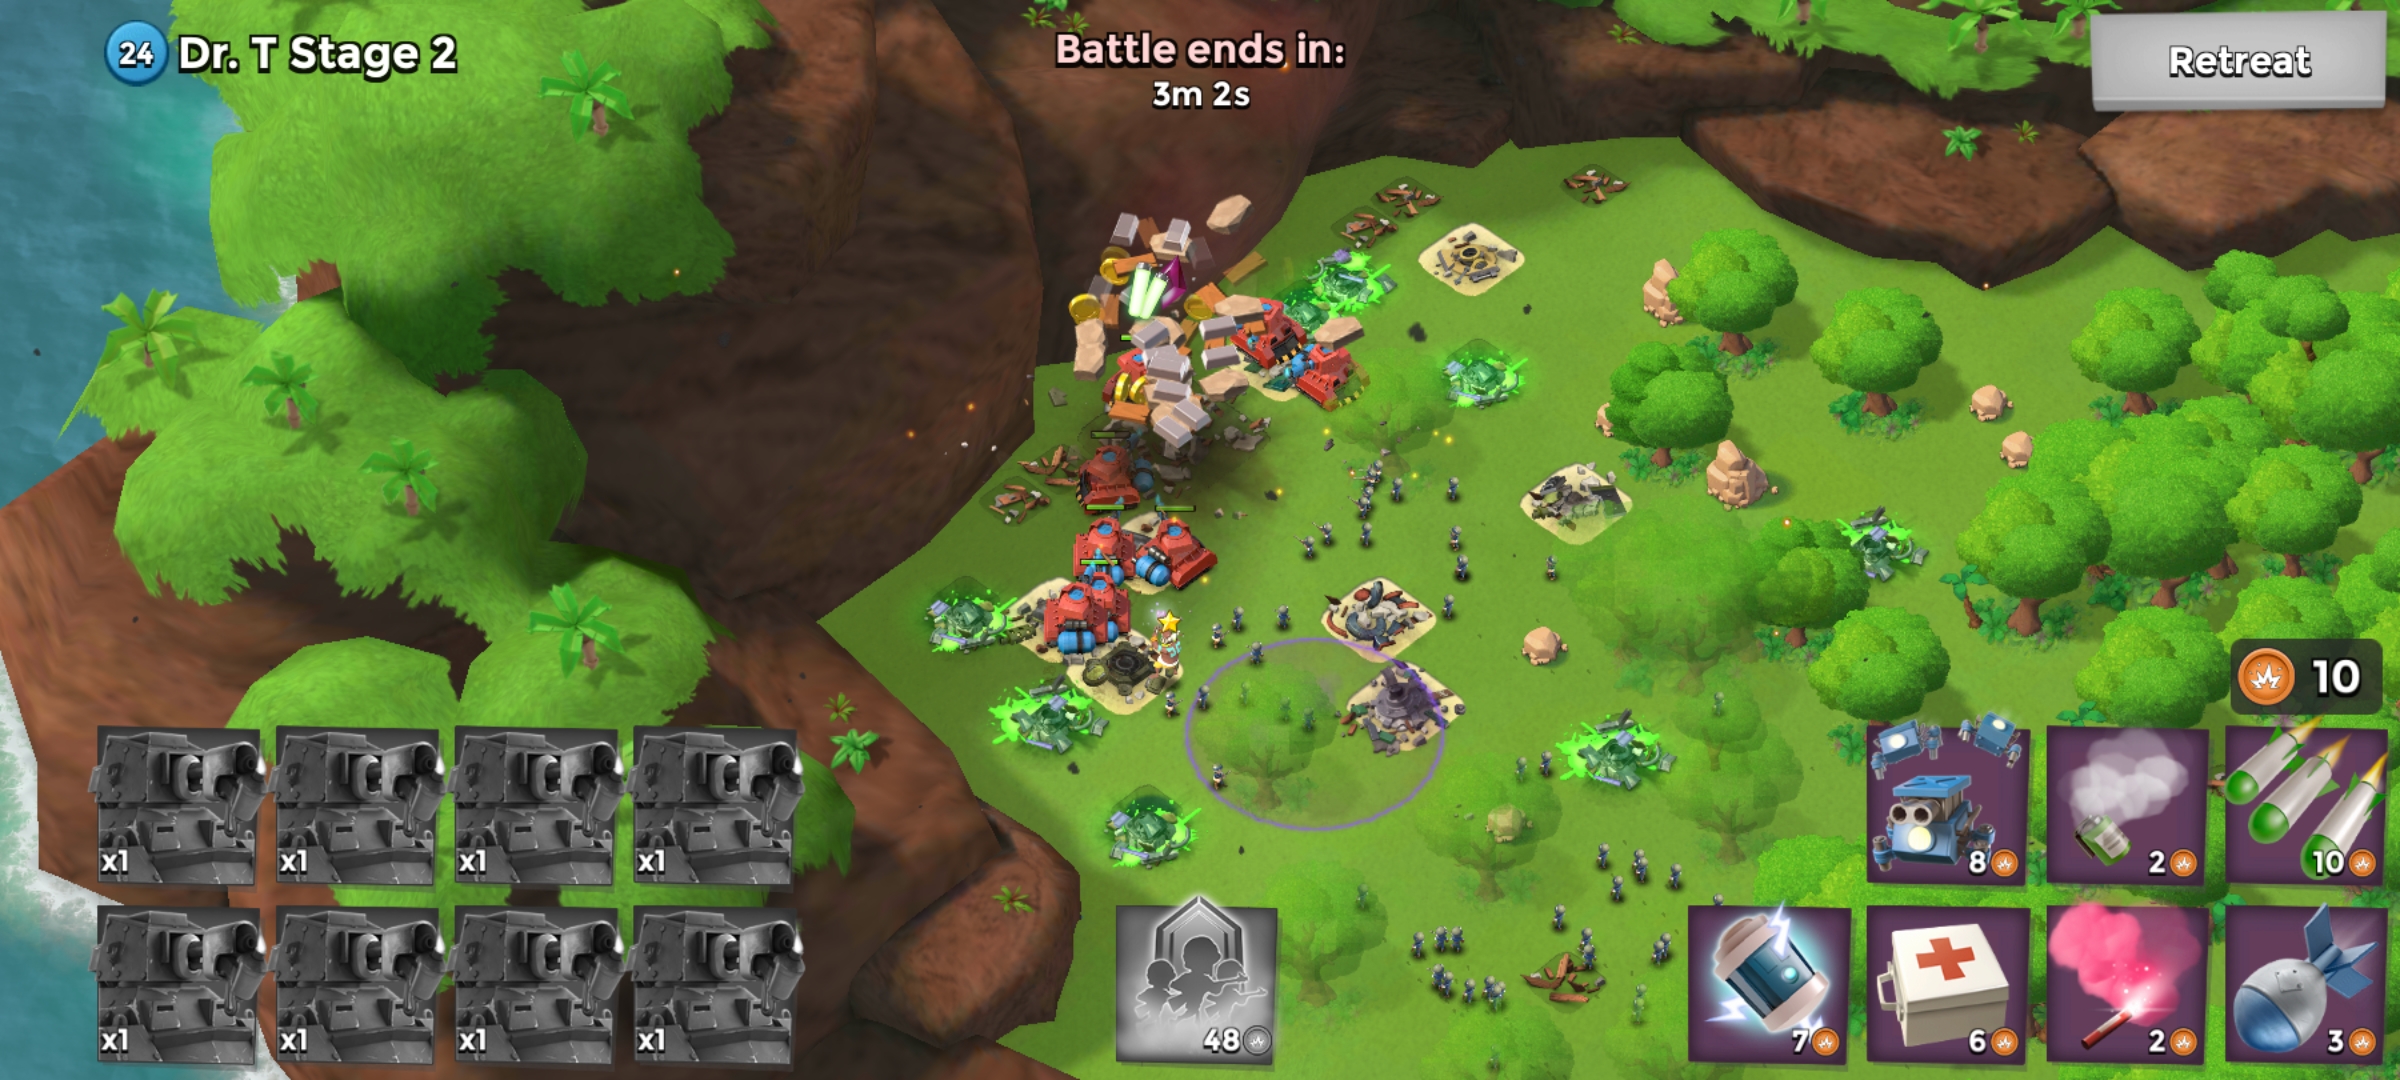 24 Dr. T Stage 2
Battle ends in:
3m 2s
Retreat
10
x1 x1 x1 x1
8 2 10
x1 x1 x1 x1
48
7 6 2 3